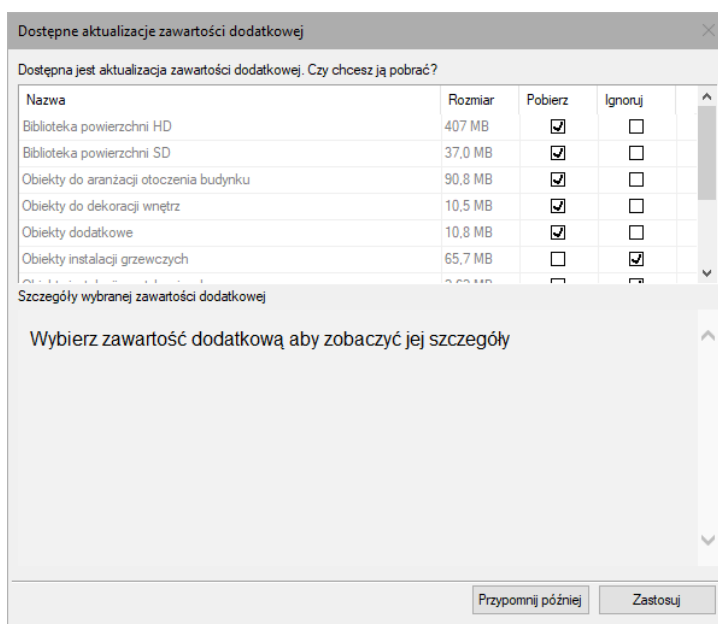 Dostępne aktualizacje zawartości dodatkowej
Dostępna jest aktualizacja zawartości dodatkowej. Czy chcesz ją pobrać?
Nazwa Rozmiar Pobierz Ignoruj
Biblioteka powierzchni HD 407 MB
Biblioteka powierzchni SD 37,0 MB
Obiekty do aranżacji otoczenia budynku 90,8 MB
Obiekty do dekoracji wnętrz 10,5 MB
Obiekty dodatkowe 10,8 MB
Obiekty instalacji grzewczych 65,7 MB
Szczegóły wybranej zawartości dodatkowej
Wybierz zawartość dodatkową aby zobaczyć jej szczegóły
Przypomnij później Zastosuj